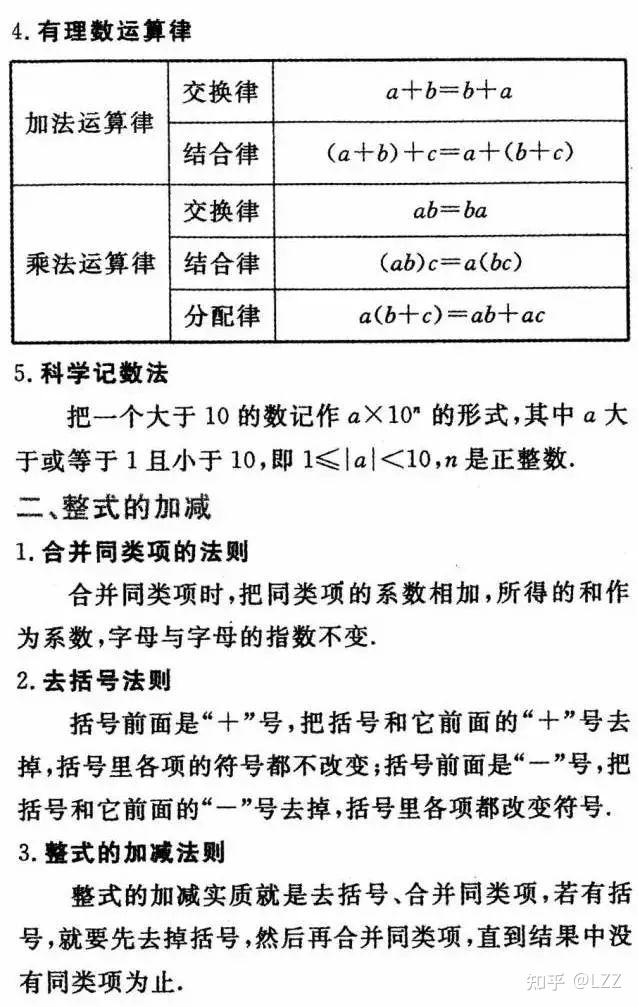 4.有理数运算律
加法运算律
交换律
a+b=b+a
结合律
(a+b)+c=a+(b+c)
乘法运算律
交换律
ab=ba
结合律
(ab)c=a(bc)
分配律
a(b+c)=ab+ac
5.科学记数法
把一个大于 10 的数记作 a×10ⁿ 的形式,其中 a 大
于或等于 1 且小于 10,即 1≤|a|<10,n 是正整数.
二、整式的加减
1.合并同类项的法则
合并同类项时,把同类项的系数相加,所得的和作
为系数,字母与字母的指数不变.
2.去括号法则
括号前面是“+”号,把括号和它前面的“+”号去
掉,括号里各项的符号都不改变;括号前面是“-”号,把
括号和它前面的“-”号去掉,括号里各项都改变符号.
3.整式的加减法则
整式的加减实质就是去括号、合并同类项,若有括
号,就要先去掉括号,然后再合并同类项,直到结果中没
有同类项为止.
知乎 @LZZ